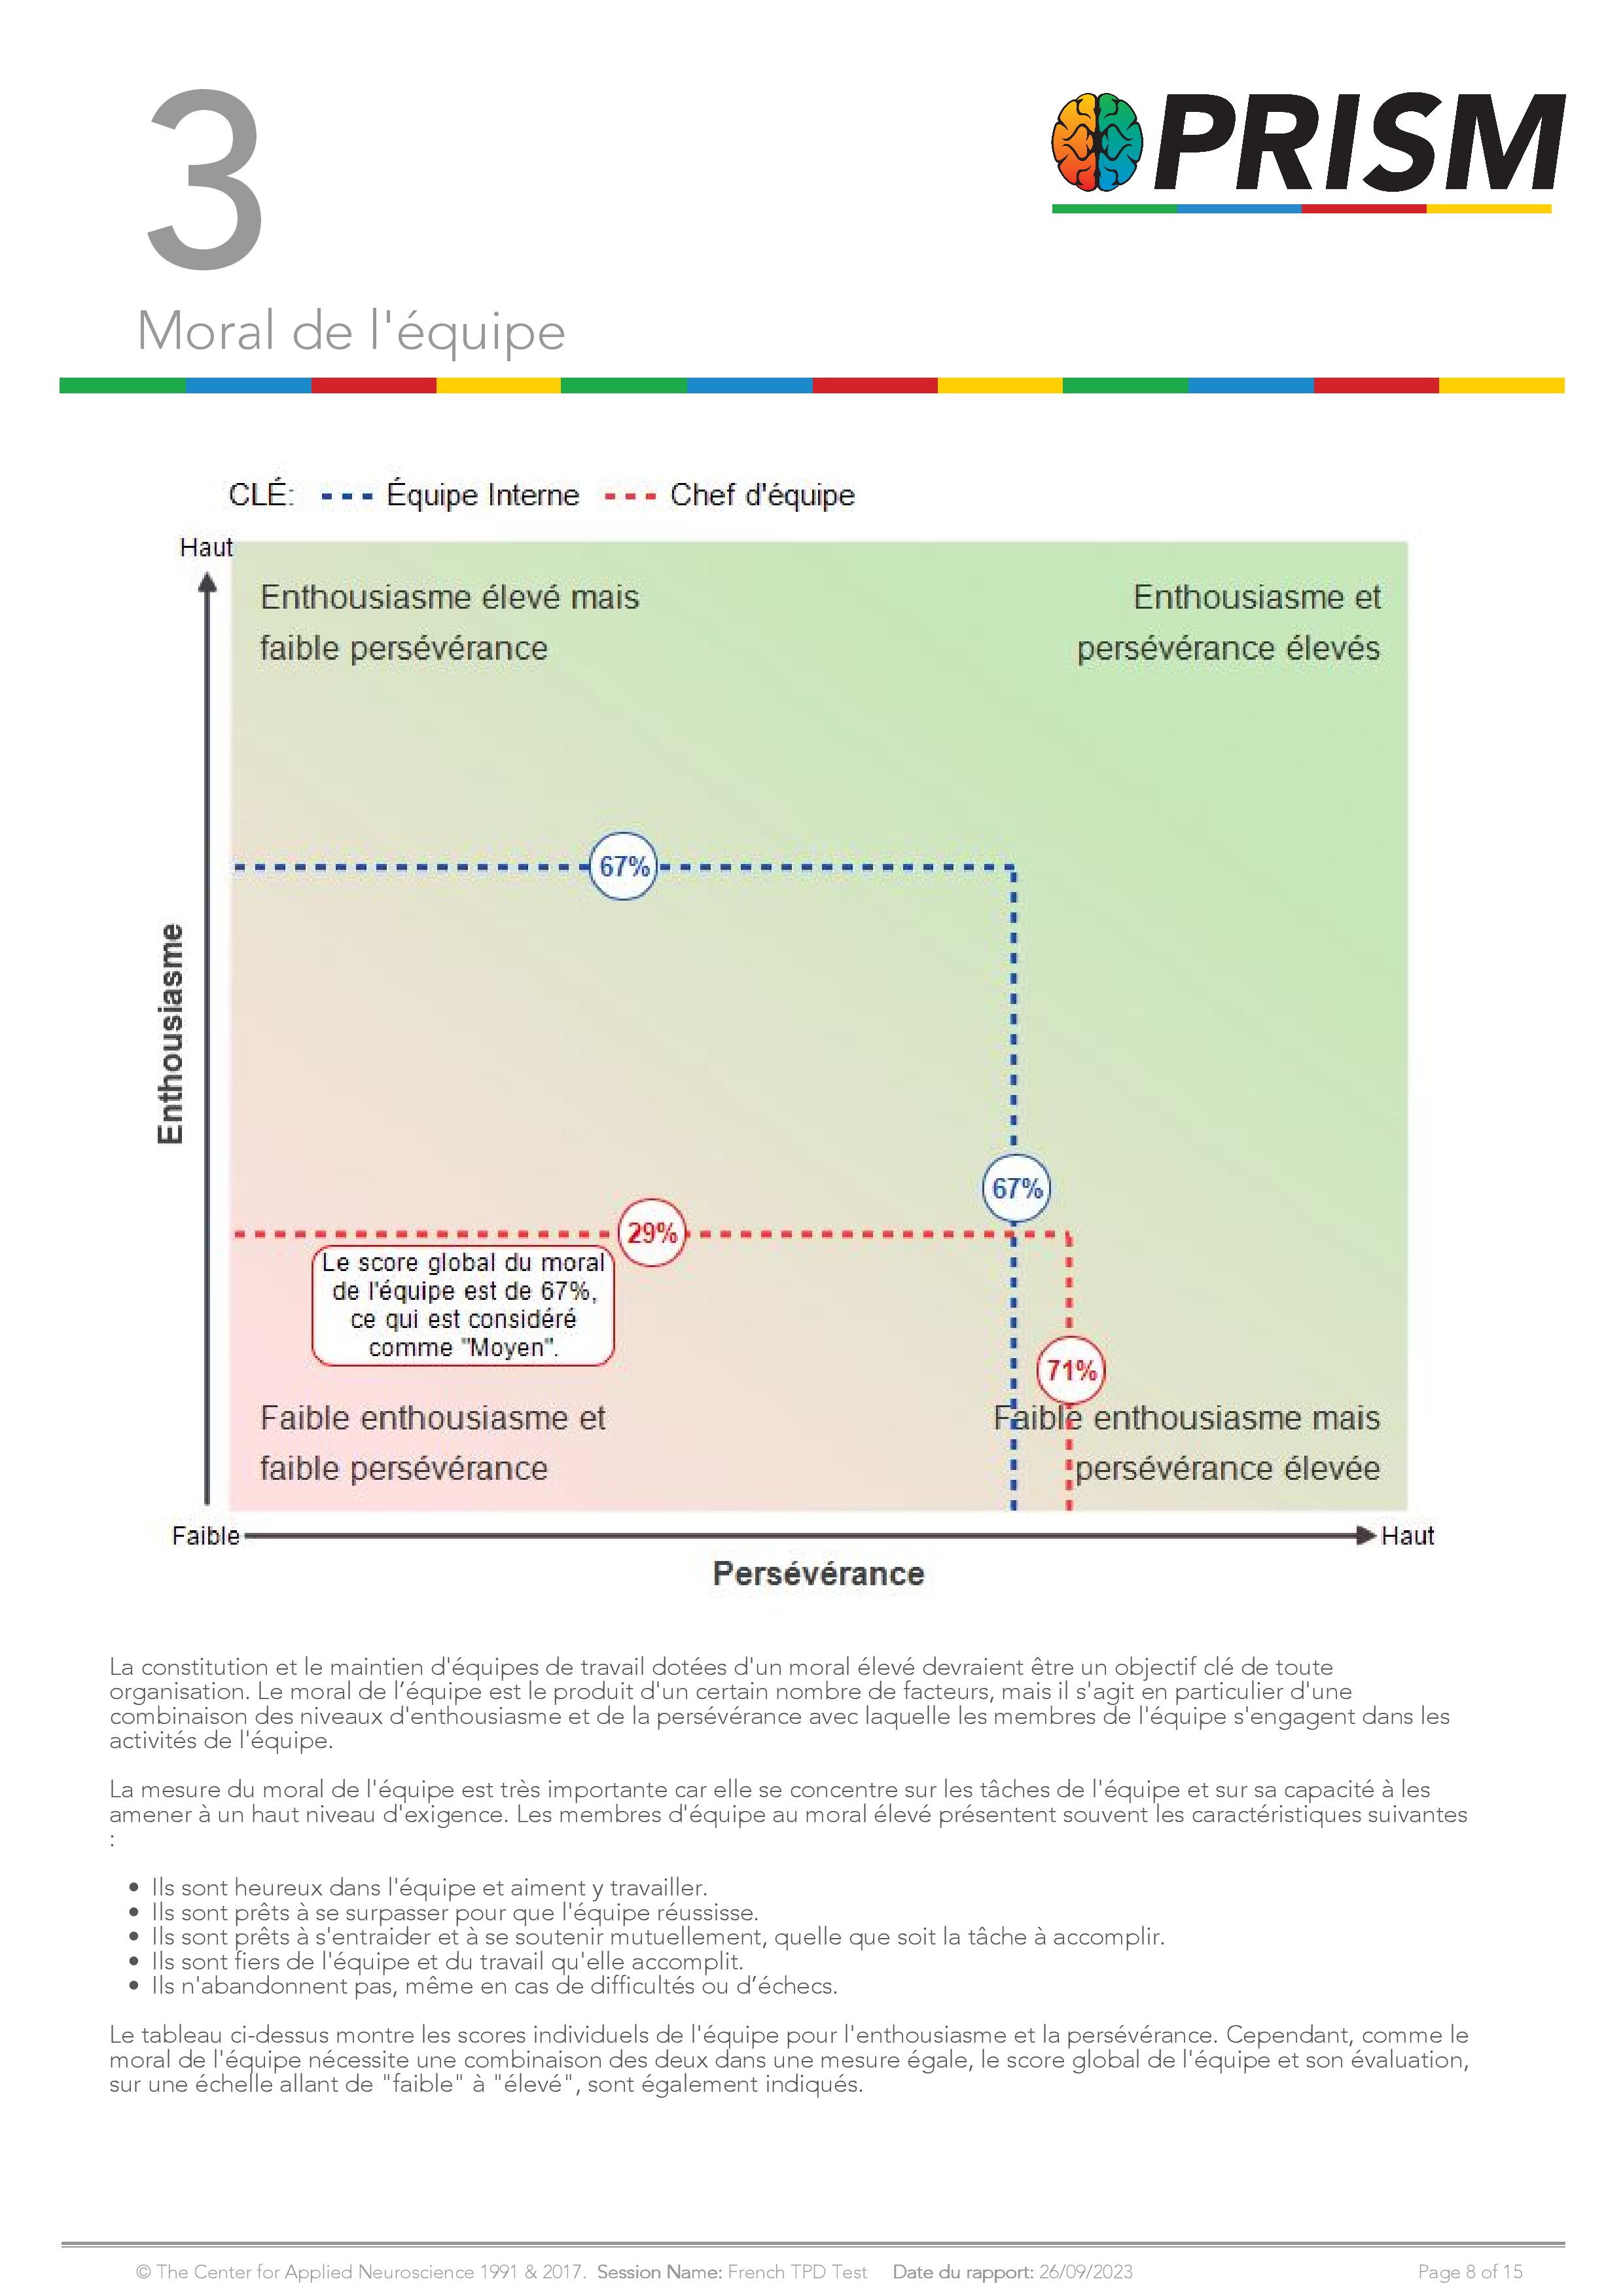 3
PRISM
Moral de l'équipe
CLÉ: Équipe Interne Chef d'équipe
Haut
Enthousiasme élevé mais
faible persévérance
Enthousiasme et
persévérance élevés
67%
Enthousiasme
67%
29%
Le score global du moral
de l'équipe est de 67%,
ce qui est considéré
comme "Moyen".
71%
Faible enthousiasme et
faible persévérance
Faible enthousiasme mais
persévérance élevée
Faible
Haut
Persévérance
La constitution et le maintien d'équipes de travail dotées d'un moral élevé devraient être un objectif clé de toute
organisation. Le moral de l’équipe est le produit d'un certain nombre de facteurs, mais il s'agit en particulier d'une
combinaison des niveaux d'enthousiasme et de la persévérance avec laquelle les membres de l'équipe s'engagent dans les
activités de l'équipe.
La mesure du moral de l'équipe est très importante car elle se concentre sur les tâches de l'équipe et sur sa capacité à les
amener à un haut niveau d'exigence. Les membres d'équipe au moral élevé présentent souvent les caractéristiques suivantes
:
• Ils sont heureux dans l'équipe et aiment y travailler.
• Ils sont prêts à se surpasser pour que l'équipe réussisse.
• Ils sont prêts à s'entraider et à se soutenir mutuellement, quelle que soit la tâche à accomplir.
• Ils sont fiers de l'équipe et du travail qu'elle accomplit.
• Ils n'abandonnent pas, même en cas de difficultés ou d’échecs.
Le tableau ci-dessus montre les scores individuels de l'équipe pour l'enthousiasme et la persévérance. Cependant, comme le
moral de l'équipe nécessite une combinaison des deux dans une mesure égale, le score global de l'équipe et son évaluation,
sur une échelle allant de "faible" à "élevé", sont également indiqués.
© The Center for Applied Neuroscience 1991 & 2017. Session Name: French TPD Test Date du rapport: 26/09/2023 Page 8 of 15